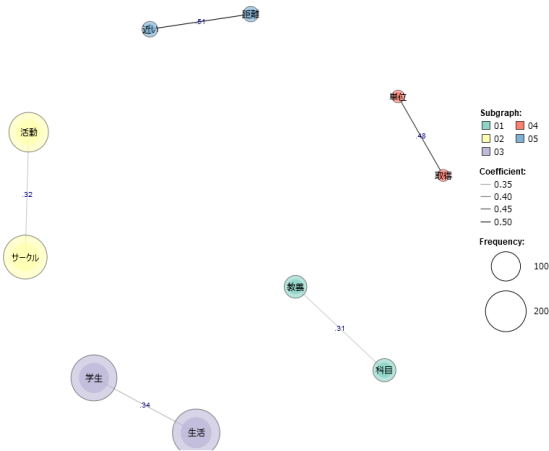 近い
.51
距離
単位
.48
取得
活動
.32
サークル
教養
.31
科目
学生
.34
生活
Subgraph:
01 04
02 05
03
Coefficient:
0.35
0.40
0.45
0.50
Frequency:
100
200